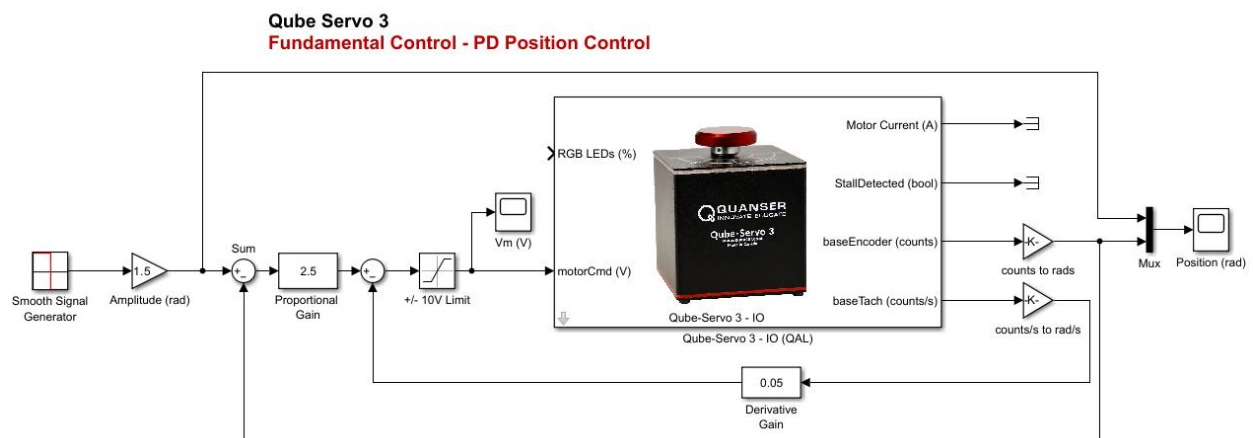 Qube Servo 3
Fundamental Control - PD Position Control
Motor Current (A)
RGB LEDs (%)
StallDetected (bool)
QUANSER
INNOVATE EDUCATE
Qube-Servo 3
Vm (V)
baseEncoder (counts)
-K-
counts to rads
Mux
Position (rad)
Sum
1.5
+
-
2.5
+
-
motorCmd (V)
Smooth Signal
Generator
Amplitude (rad)
Proportional
Gain
+/- 10V Limit
baseTach (counts/s)
-K-
counts/s to rad/s
Qube-Servo 3 - IO
Qube-Servo 3 - IO (QAL)
0.05
Derivative
Gain